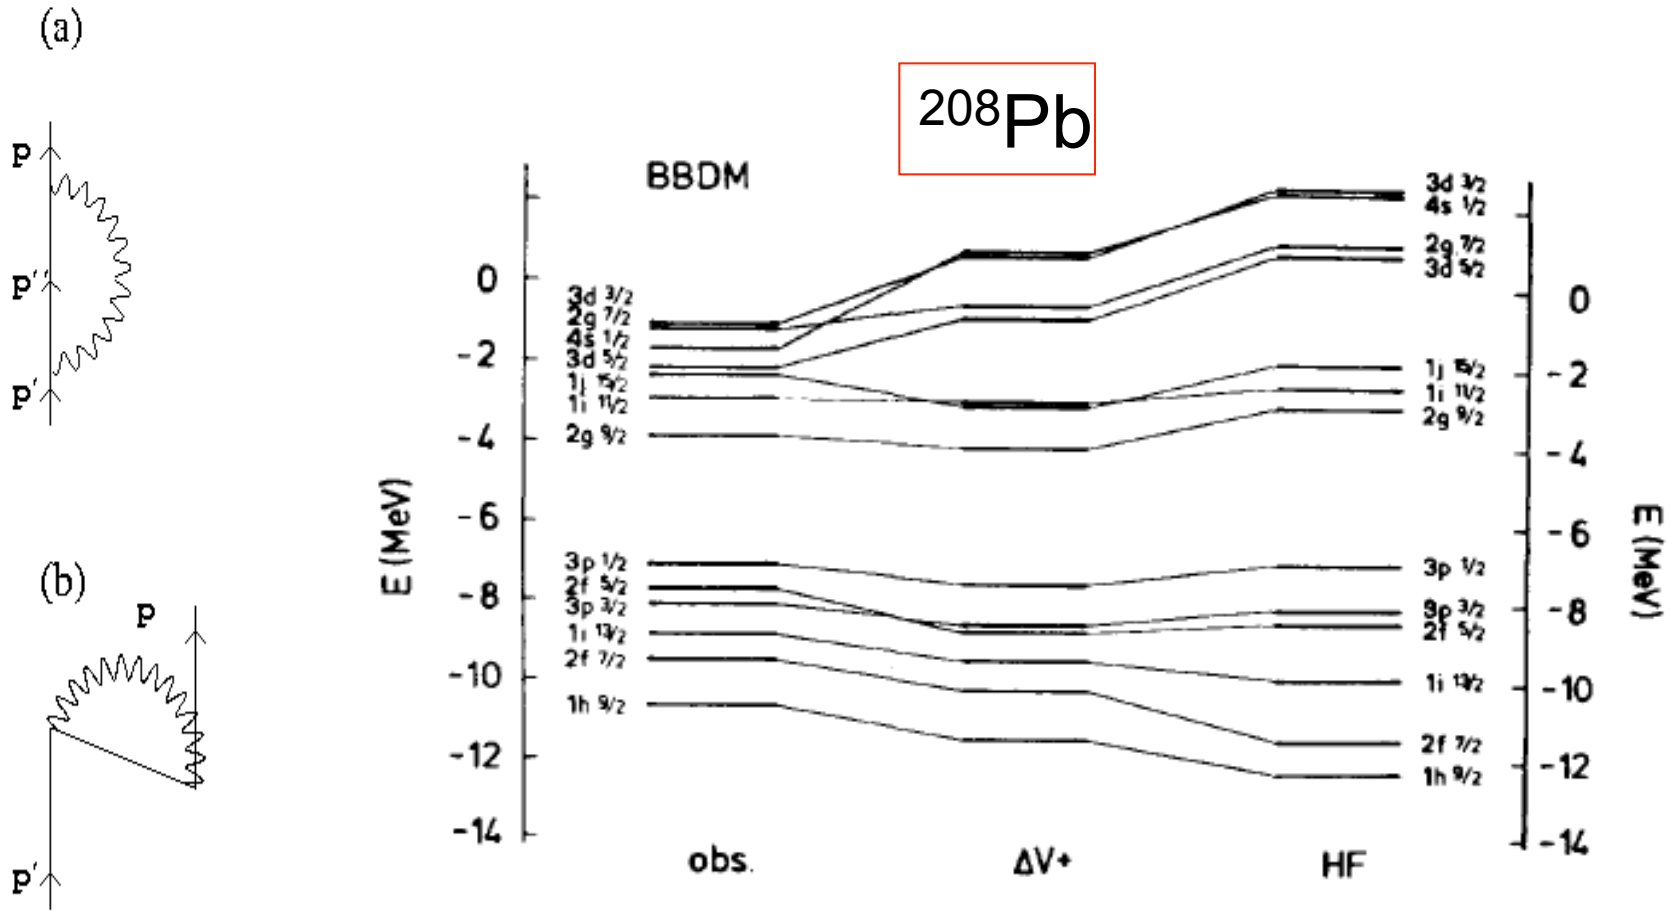 (a)
p
p''
p'
(b)
p
p'
²⁰⁸Pb
BBDM
E (MeV)
0
-2
-4
-6
-8
-10
-12
-14
3d 3/2
2g 7/2
4s 1/2
3d 5/2
1j 15/2
1i 11/2
2g 9/2
3p 1/2
2f 5/2
3p 3/2
1i 13/2
2f 7/2
1h 9/2
3d 3/2
4s 1/2
2g 7/2
3d 5/2
1j 15/2
1i 11/2
2g 9/2
3p 1/2
3p 3/2
2f 5/2
1i 13/2
2f 7/2
1h 9/2
0
-2
-4
-6
-8
-10
-12
-14
E (MeV)
obs.
ΔV+
HF